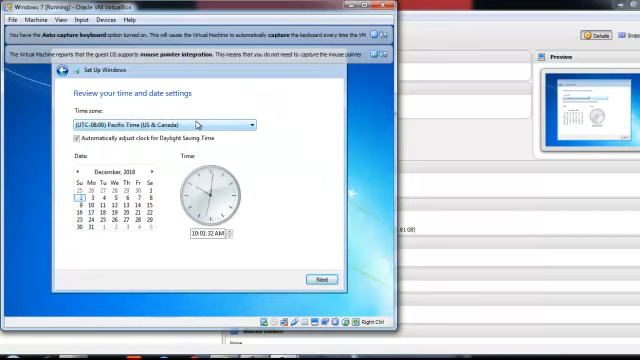 Windows 7 [Running] - Oracle VM VirtualBox
File Machine View Input Devices Help
You have the Auto capture keyboard option turned on. This will cause the Virtual Machine to automatically capture the keyboard every time the VM
The Virtual Machine reports that the guest OS supports mouse pointer integration. This means that you do not need to capture the mouse pointer
Details Snaps
Preview
Set Up Windows
Review your time and date settings
Time zone:
(UTC-08:00) Pacific Time (US & Canada)
Automatically adjust clock for Daylight Saving Time
Date: Time:
December, 2018
Su Mo Tu We Th Fr Sa
25 26 27 28 29 30 1
2 3 4 5 6 7 8
9 10 11 12 13 14 15
16 17 18 19 20 21 22
23 24 25 26 27 28 29
30 31 1 2 3 4 5
10:01:32 AM
.81 GB)
Next
Right Ctrl
Shared folders
None